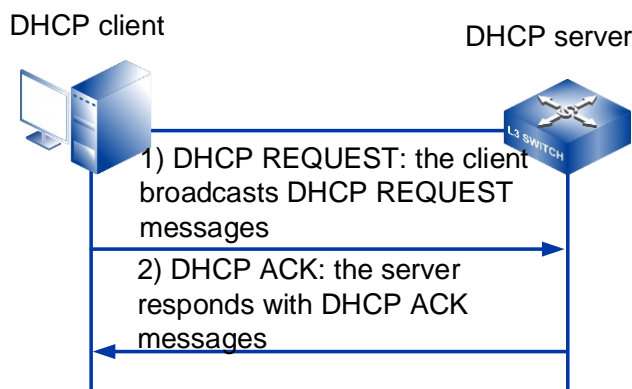 DHCP client
DHCP server
L3 SWITCH
1) DHCP REQUEST: the client
broadcasts DHCP REQUEST
messages
2) DHCP ACK: the server
responds with DHCP ACK
messages